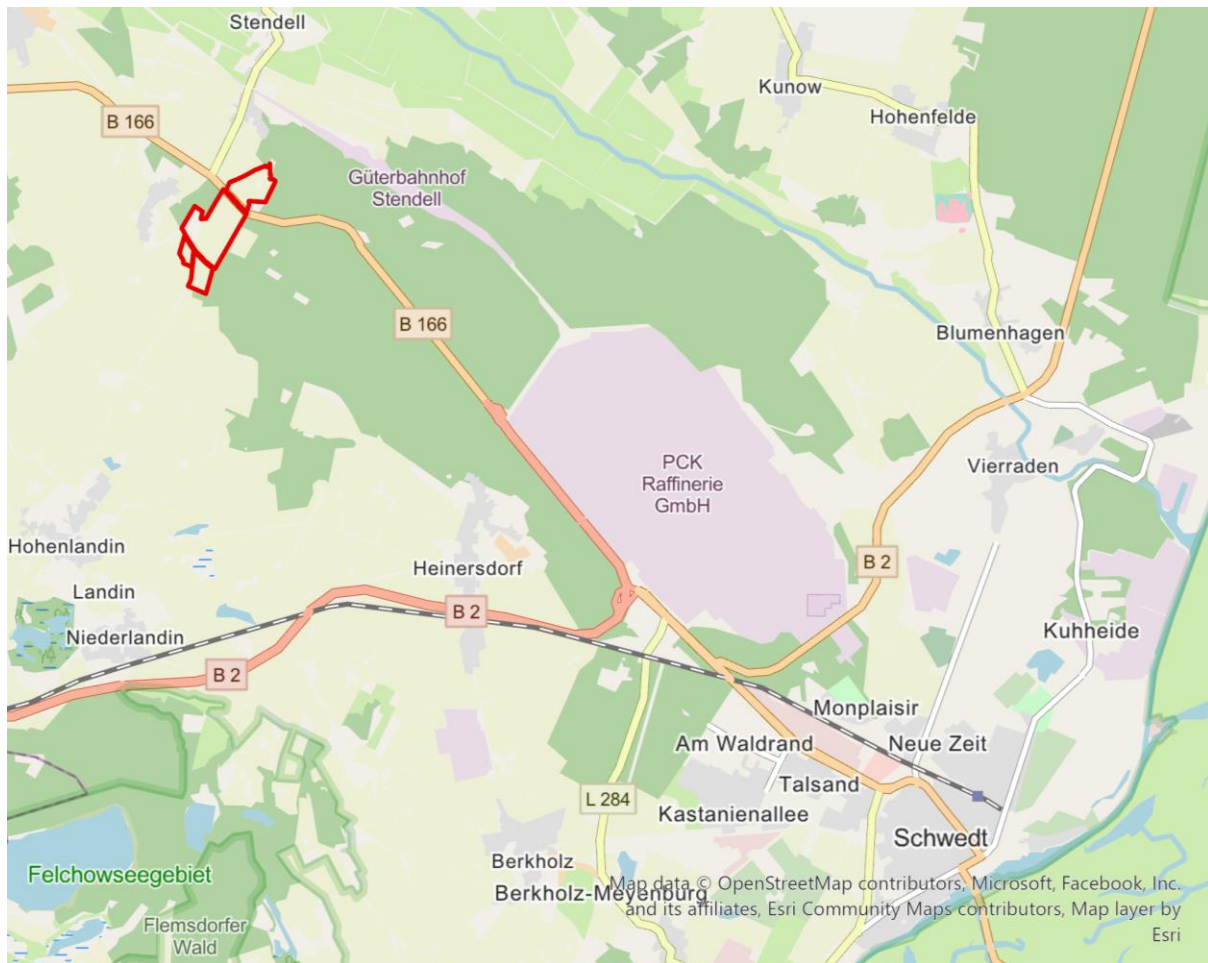 Stendell
Kunow
B 166
Hohenfelde
Güterbahnhof
Stendell
B 166
Blumenhagen
PCK
Raffinerie
GmbH
Vierraden
Hohenlandin
Heinersdorf
B 2
Landin
B 2
Niederlandin
Kuhheide
B 2
Monplaisir
Am Waldrand
Neue Zeit
Talsand
L 284
Kastanienallee
Schwedt
Berkholz
Felchowseegebiet
Berkholz-Meyenburg
Flemsdorfer
Wald
Map data © OpenStreetMap contributors, Microsoft, Facebook, Inc.
and its affiliates, Esri Community Maps contributors, Map layer by
Esri